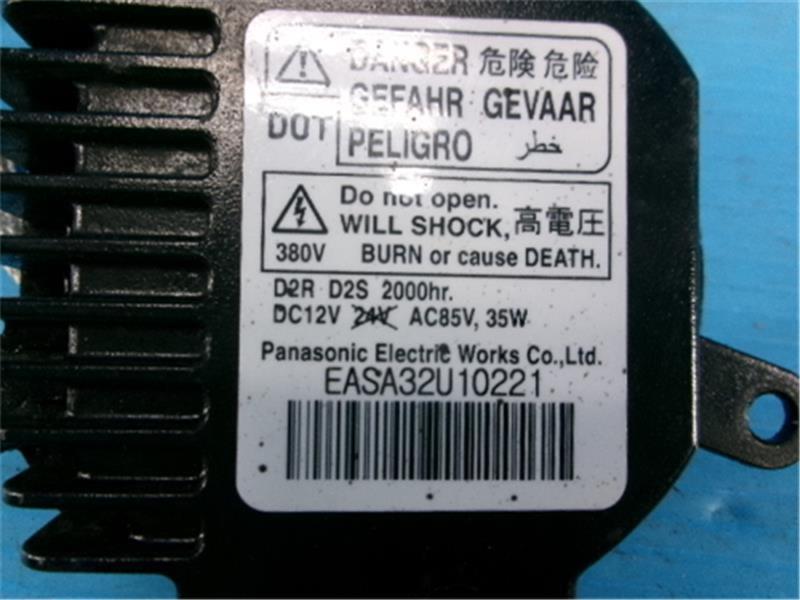 DANGER 危険 危险
GEFAHR GEVAAR
DOT PELIGRO خطر
Do not open.
WILL SHOCK, 高電圧
380V BURN or cause DEATH.
D2R D2S 2000hr.
DC12V 24V AC85V, 35W
Panasonic Electric Works Co.,Ltd.
EASA32U10221